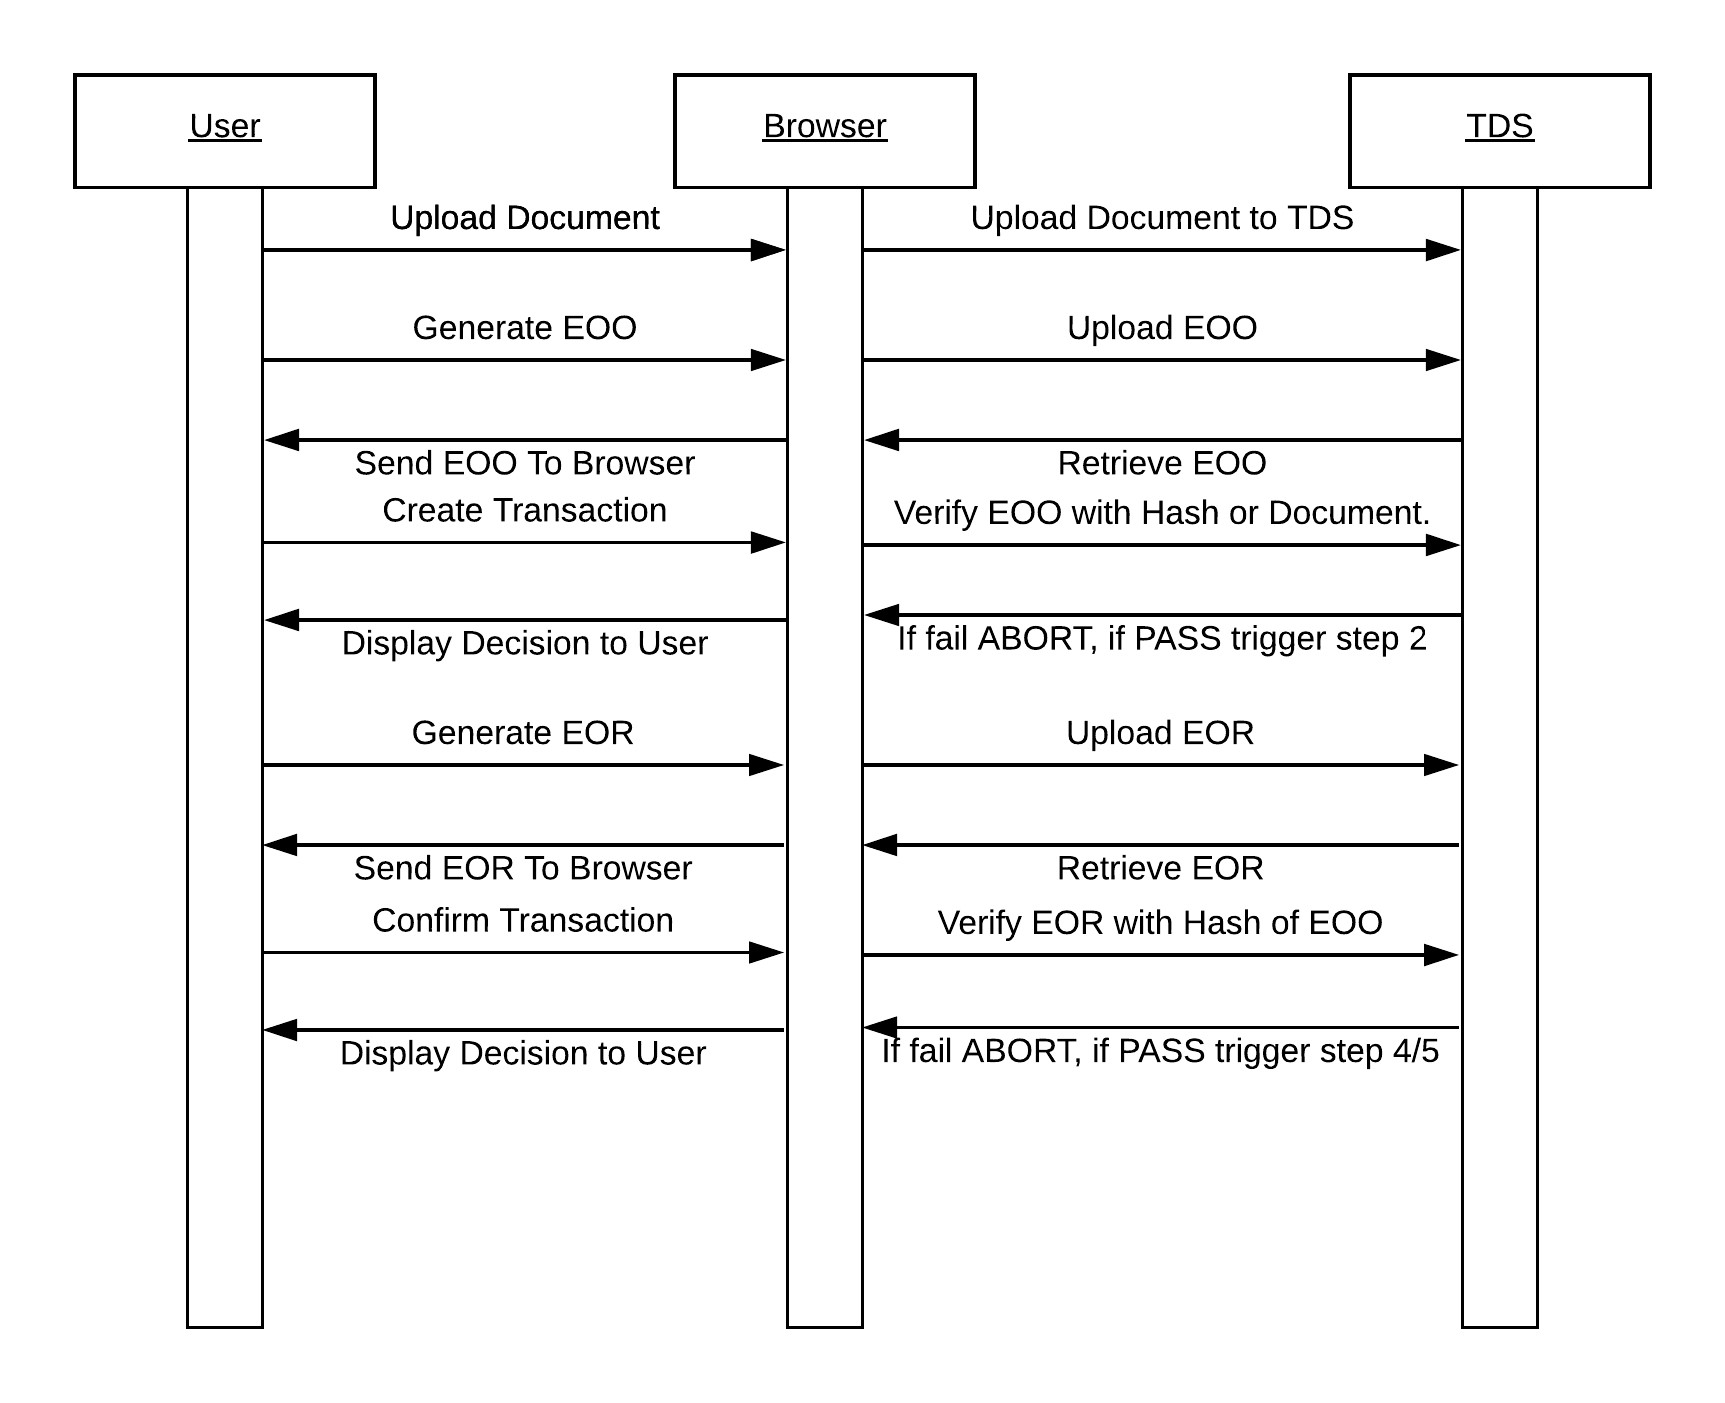 User
Browser
TDS
Upload Document
Upload Document to TDS
Generate EOO
Upload EOO
Send EOO To Browser
Retrieve EOO
Create Transaction
Verify EOO with Hash or Document.
Display Decision to User
If fail ABORT, if PASS trigger step 2
Generate EOR
Upload EOR
Send EOR To Browser
Retrieve EOR
Confirm Transaction
Verify EOR with Hash of EOO
Display Decision to User
If fail ABORT, if PASS trigger step 4/5